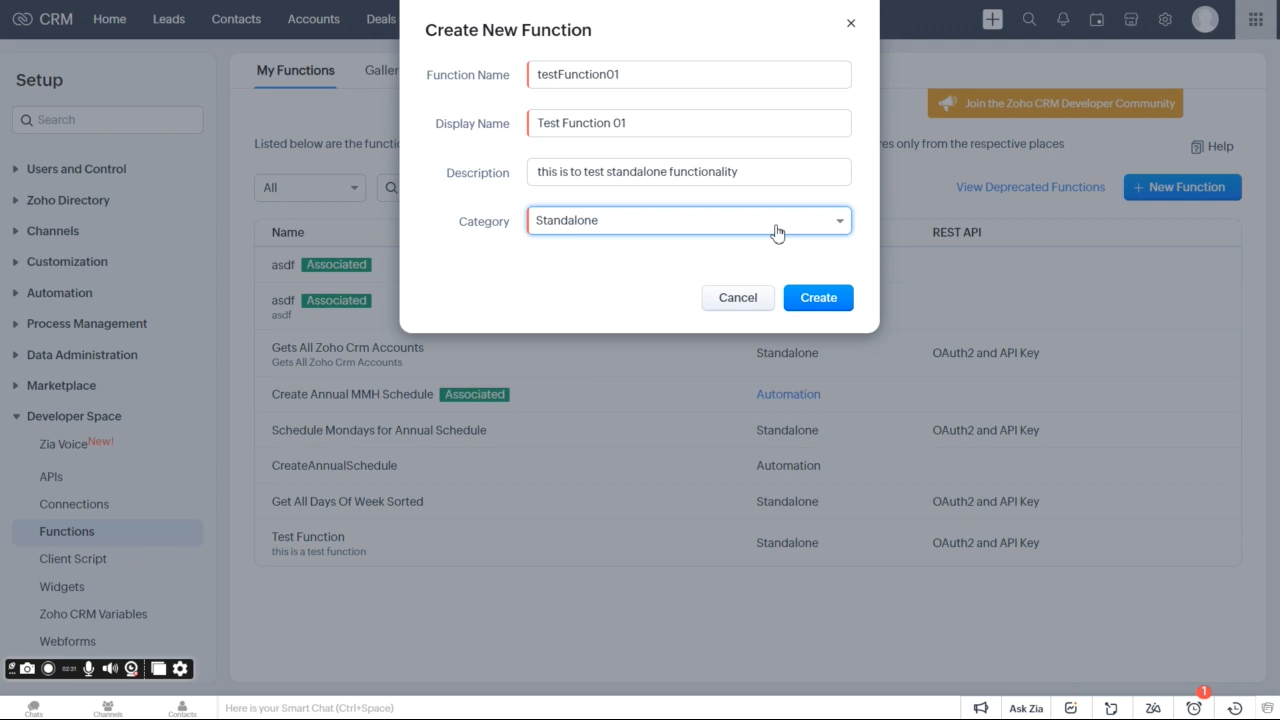 CRM Home Leads Contacts Accounts Deals
Create New Function
Setup
Search
Users and Control
Zoho Directory
Channels
Customization
Automation
Process Management
Data Administration
Marketplace
Developer Space
Zia Voice New!
APIs
Connections
Functions
Client Script
Widgets
Zoho CRM Variables
Webforms
My Functions Galler
Function Name testFunction01
Display Name Test Function 01
Description this is to test standalone functionality
Category Standalone
Cancel Create
Join the Zoho CRM Developer Community
Listed below are the functio
es only from the respective places
Help
All
View Deprecated Functions
+ New Function
Name REST API
asdf Associated
asdf Associated
asdf
Gets All Zoho Crm Accounts Standalone OAuth2 and API Key
Gets All Zoho Crm Accounts
Create Annual MMH Schedule Associated Automation
Schedule Mondays for Annual Schedule Standalone OAuth2 and API Key
CreateAnnualSchedule Automation
Get All Days Of Week Sorted Standalone OAuth2 and API Key
Test Function Standalone OAuth2 and API Key
this is a test function
02:31
Chats Channels Contacts
Here is your Smart Chat (Ctrl+Space)
Ask Zia
1